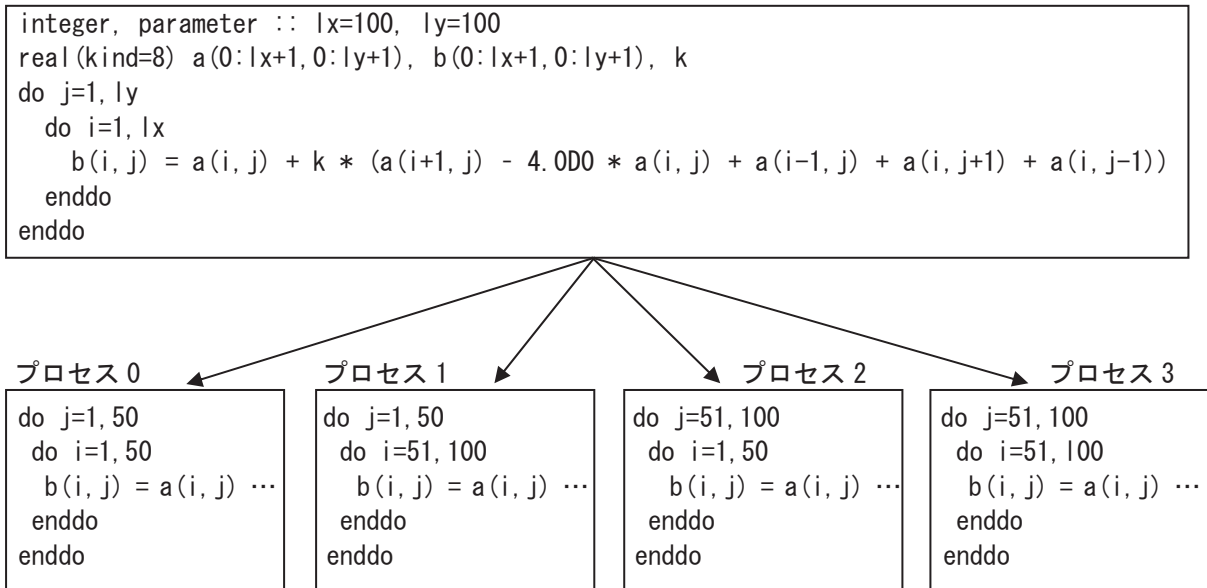 integer, parameter :: lx=100, ly=100
real(kind=8) a(0:lx+1,0:ly+1), b(0:lx+1,0:ly+1), k
do j=1,ly
do i=1,lx
b(i,j) = a(i,j) + k * (a(i+1,j) - 4.0D0 * a(i,j) + a(i-1,j) + a(i,j+1) + a(i,j-1))
enddo
enddo
プロセス 0
do j=1,50
do i=1,50
b(i,j) = a(i,j) …
enddo
enddo
プロセス 1
do j=1,50
do i=51,100
b(i,j) = a(i,j) …
enddo
enddo
プロセス 2
do j=51,100
do i=1,50
b(i,j) = a(i,j) …
enddo
enddo
プロセス 3
do j=51,100
do i=51,l00
b(i,j) = a(i,j) …
enddo
enddo